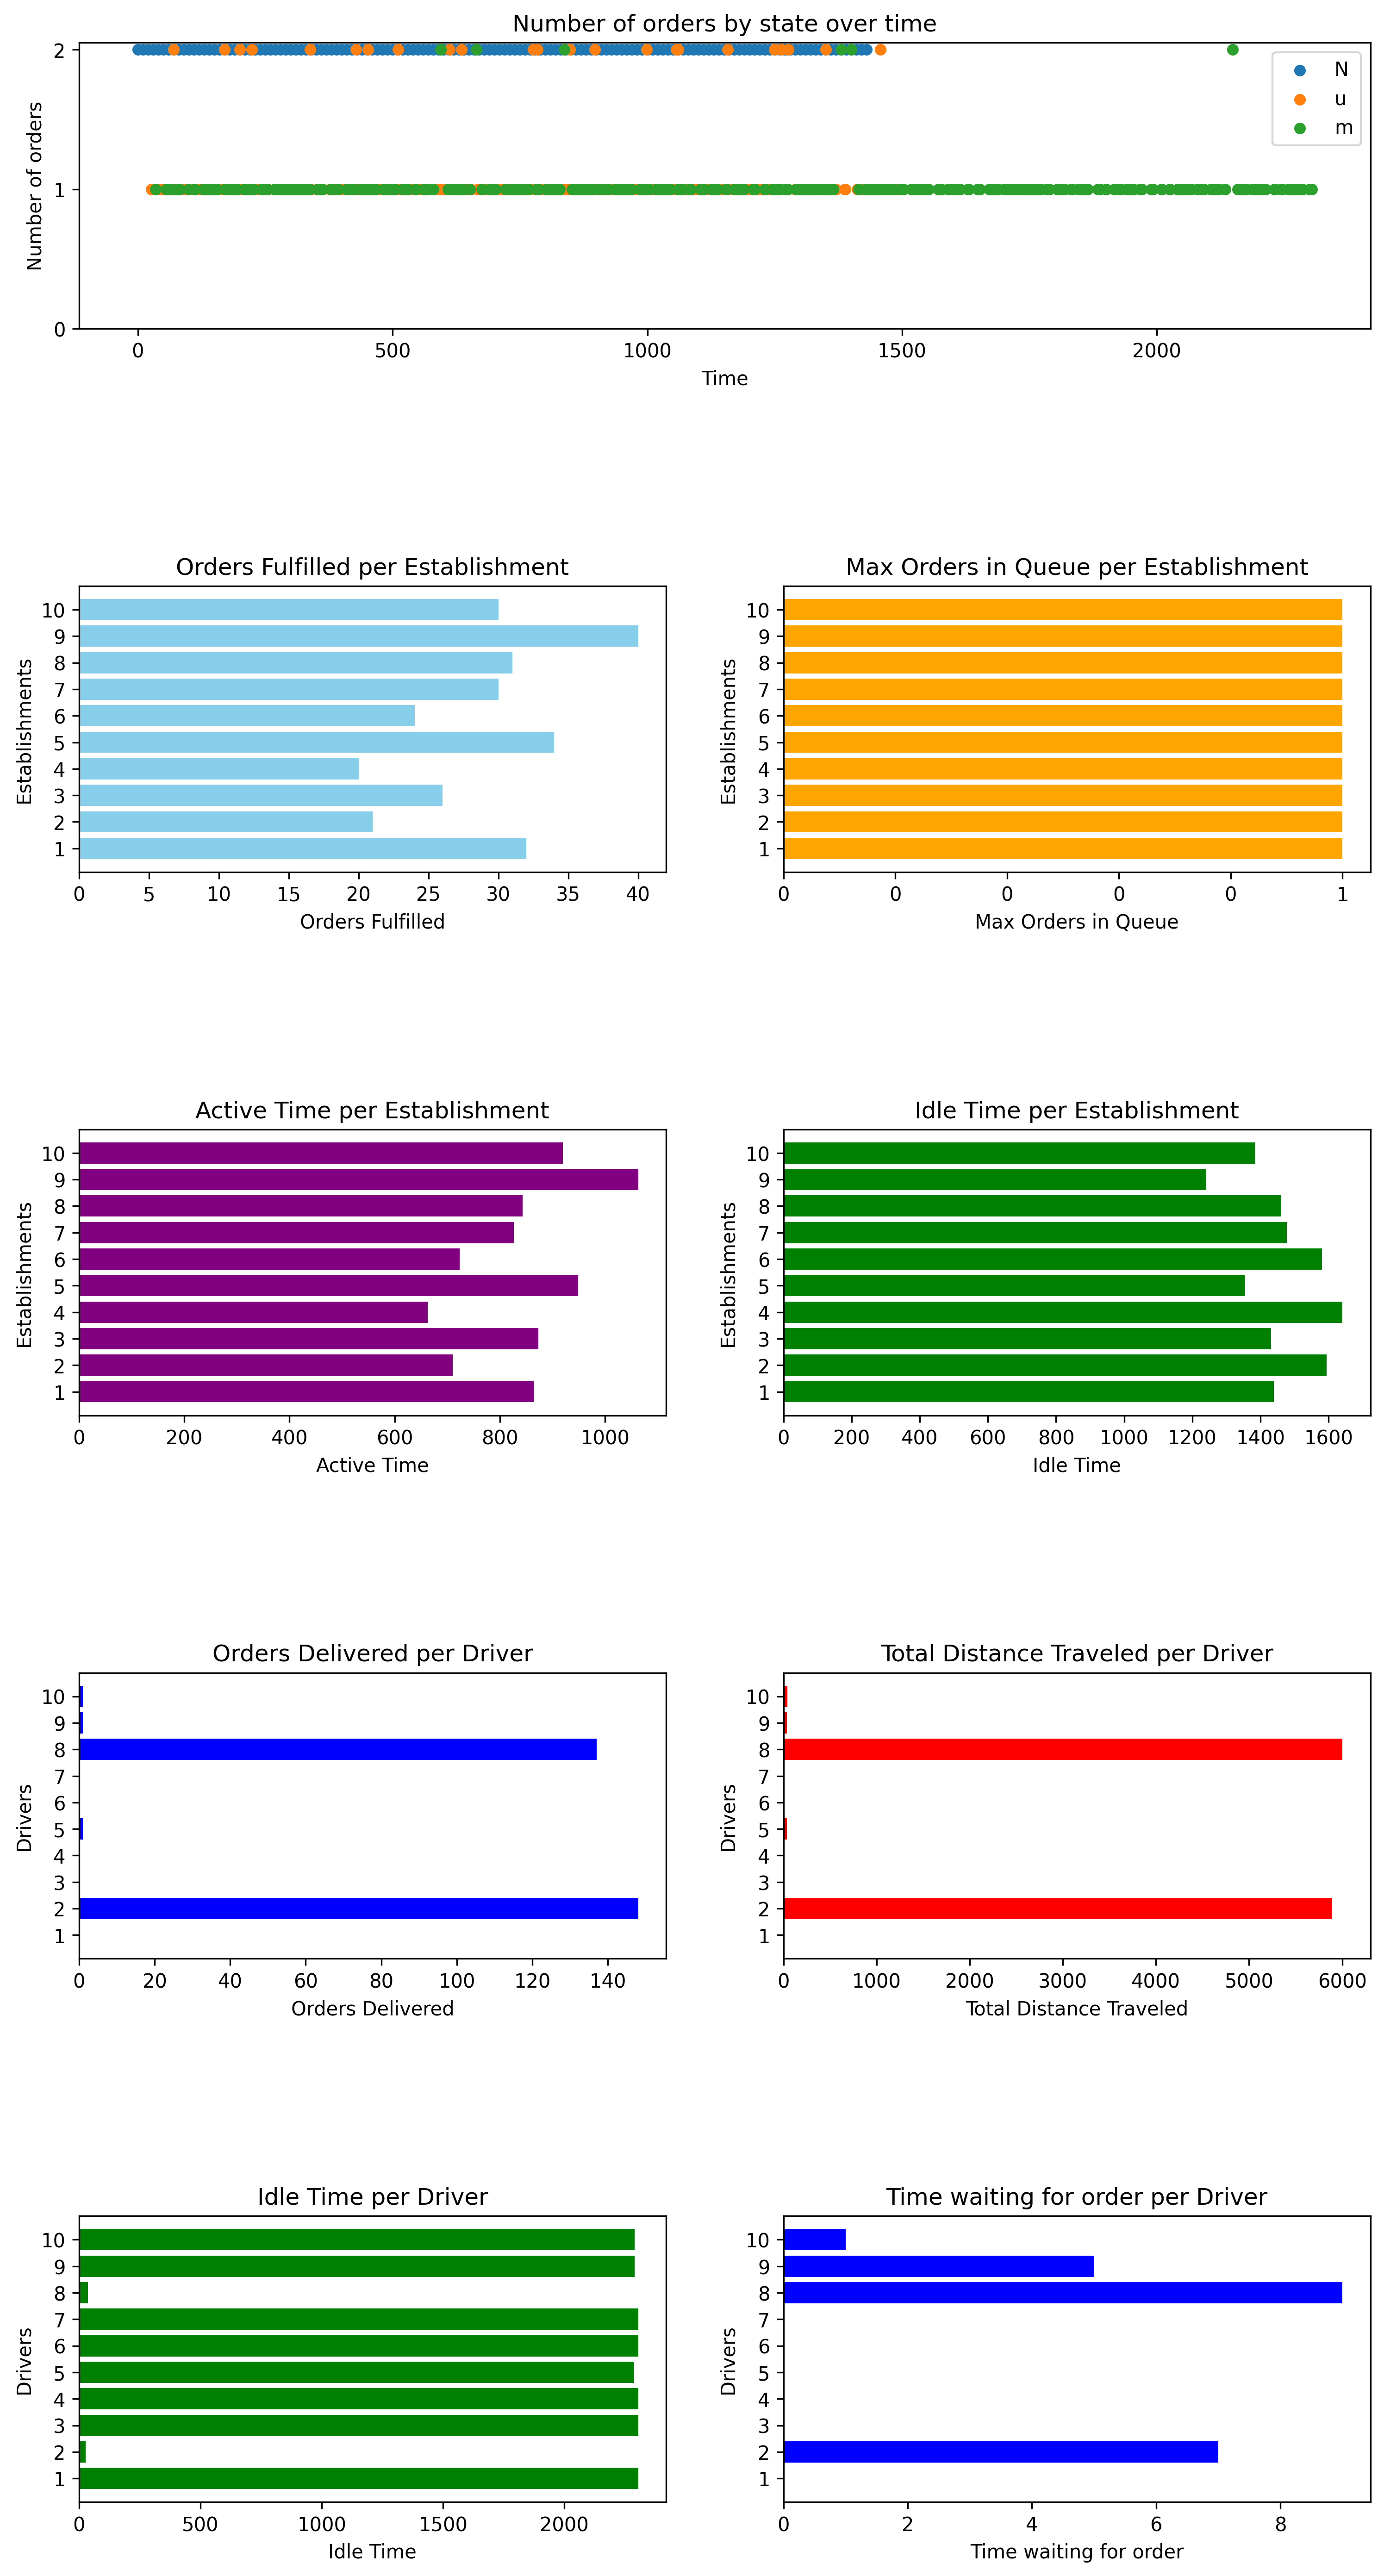 Number of orders by state over time
Number of orders
2
1
0
N
u
m
0 500 1000 1500 2000
Time
Orders Fulfilled per Establishment
Establishments
10
9
8
7
6
5
4
3
2
1
0 5 10 15 20 25 30 35 40
Orders Fulfilled
Max Orders in Queue per Establishment
Establishments
10
9
8
7
6
5
4
3
2
1
0 0 0 0 0 1
Max Orders in Queue
Active Time per Establishment
Establishments
10
9
8
7
6
5
4
3
2
1
0 200 400 600 800 1000
Active Time
Idle Time per Establishment
Establishments
10
9
8
7
6
5
4
3
2
1
0 200 400 600 800 1000 1200 1400 1600
Idle Time
Orders Delivered per Driver
Drivers
10
9
8
7
6
5
4
3
2
1
0 20 40 60 80 100 120 140
Orders Delivered
Total Distance Traveled per Driver
Drivers
10
9
8
7
6
5
4
3
2
1
0 1000 2000 3000 4000 5000 6000
Total Distance Traveled
Idle Time per Driver
Drivers
10
9
8
7
6
5
4
3
2
1
0 500 1000 1500 2000
Idle Time
Time waiting for order per Driver
Drivers
10
9
8
7
6
5
4
3
2
1
0 2 4 6 8
Time waiting for order